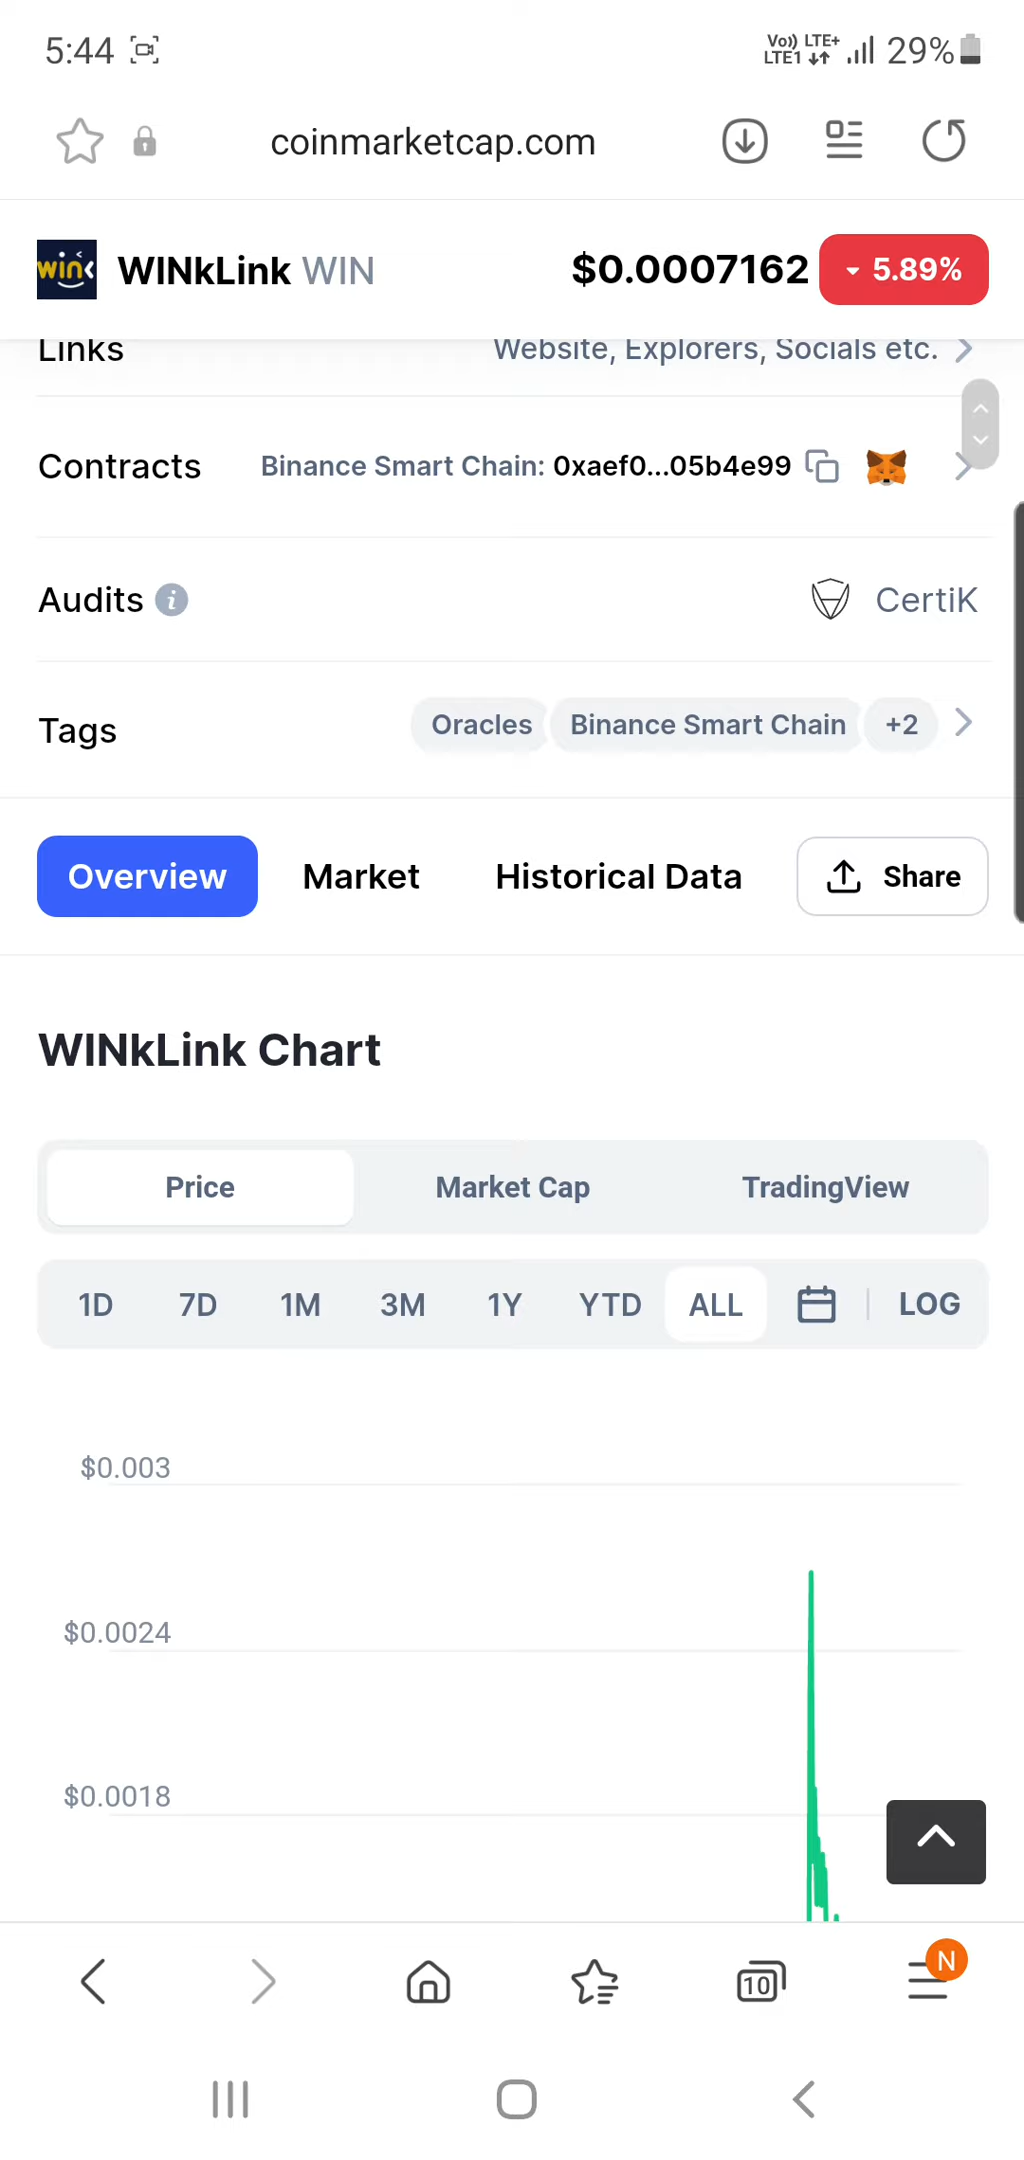 5:44
Vo)) LTE+
LTE1 29%
coinmarketcap.com
win
WINkLink WIN $0.0007162 5.89%
Links Website, Explorers, Socials etc.
Contracts Binance Smart Chain: 0xaef0...05b4e99
Audits i CertiK
Tags Oracles Binance Smart Chain +2
Overview Market Historical Data Share
WINkLink Chart
Price Market Cap TradingView
1D 7D 1M 3M 1Y YTD ALL LOG
$0.003
$0.0024
$0.0018
10 N